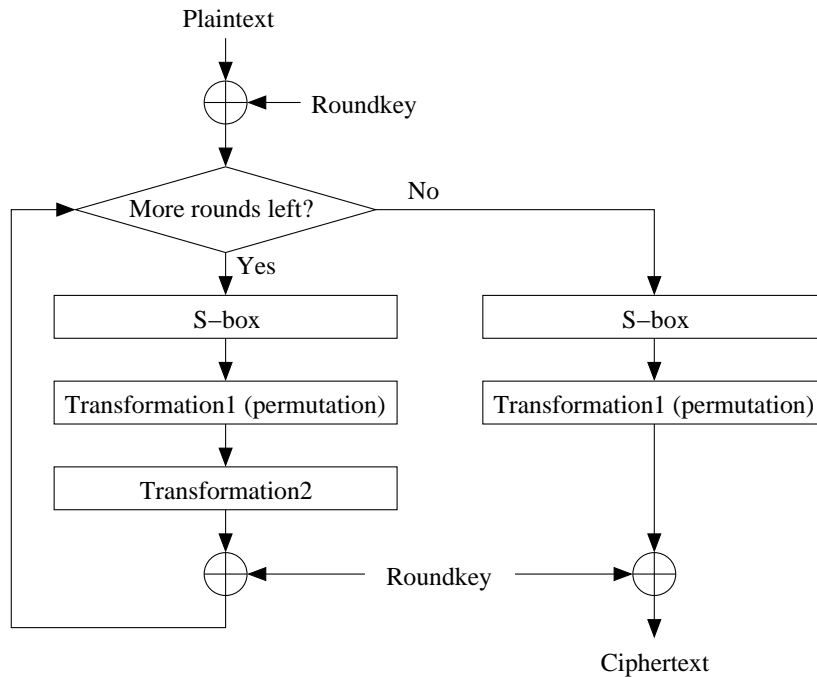 Plaintext
Roundkey
More rounds left?
No
Yes
S−box
S−box
Transformation1 (permutation)
Transformation1 (permutation)
Transformation2
Roundkey
Ciphertext